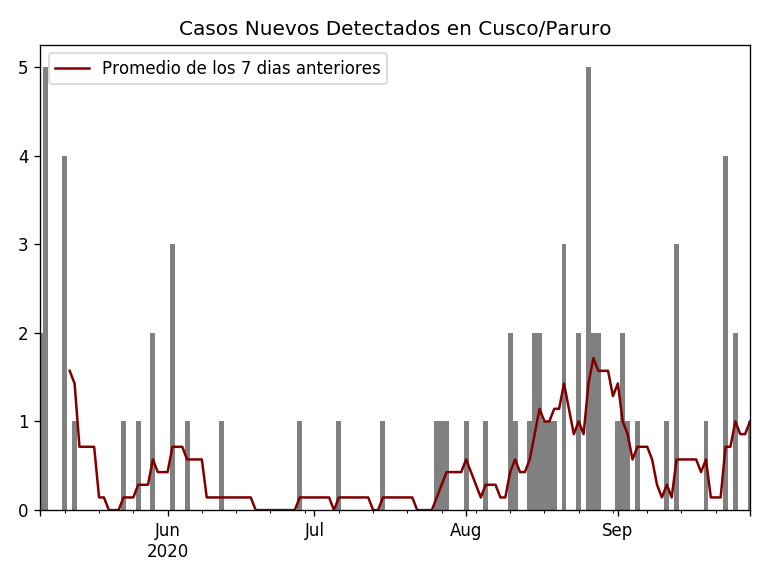 Casos Nuevos Detectados en Cusco/Paruro
Promedio de los 7 dias anteriores
5
4
3
2
1
0
Jun
2020
Jul
Aug
Sep